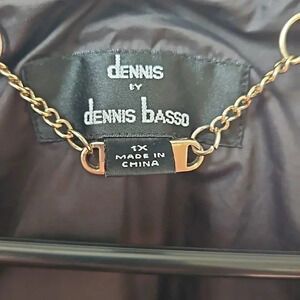 dENNIS
BY
dENNIS bASSO
1X
MADE IN
CHINA